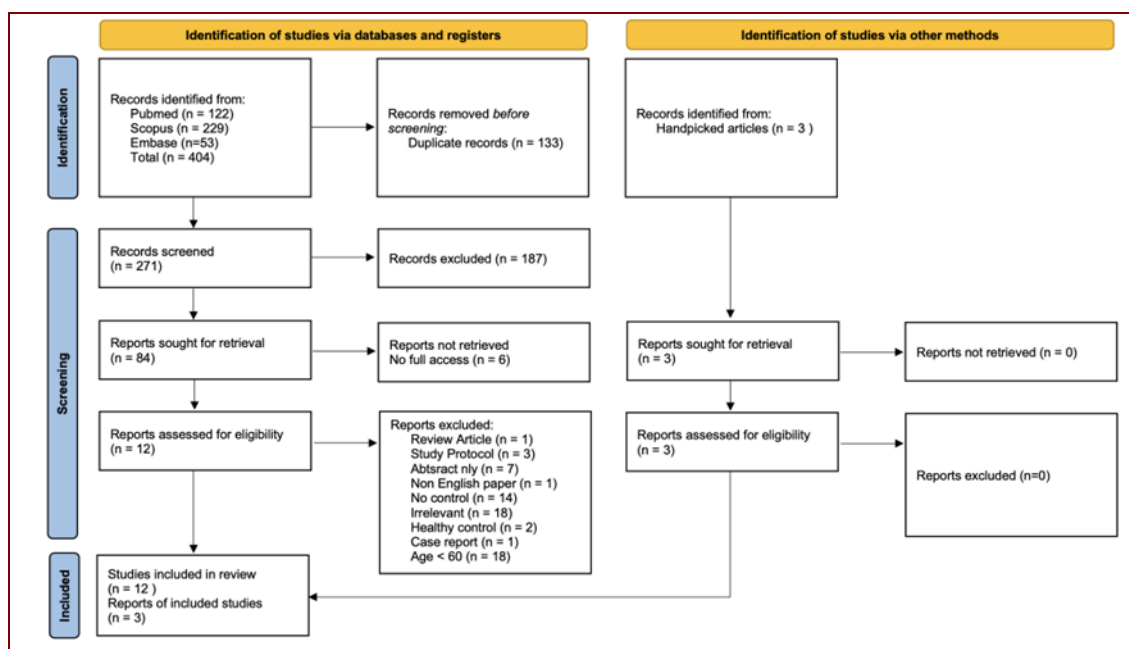 Identification of studies via databases and registers
Identification of studies via other methods
Identification
Records identified from:
Pubmed (n = 122)
Scopus (n = 229)
Embase (n=53)
Total (n = 404)
Records removed before
screening:
Duplicate records (n = 133)
Records identified from:
Handpicked articles (n = 3 )
Screening
Records screened
(n = 271)
Records excluded (n = 187)
Reports sought for retrieval
(n = 84)
Reports not retrieved
No full access (n = 6)
Reports sought for retrieval
(n = 3)
Reports not retrieved (n = 0)
Reports assessed for eligibility
(n = 12)
Reports excluded:
Review Article (n = 1)
Study Protocol (n = 3)
Abtsract nly (n = 7)
Non English paper (n = 1)
No control (n = 14)
Irrelevant (n = 18)
Healthy control (n = 2)
Case report (n = 1)
Age < 60 (n = 18)
Reports assessed for eligibility
(n = 3)
Reports excluded (n=0)
Included
Studies included in review
(n = 12 )
Reports of included studies
(n = 3)